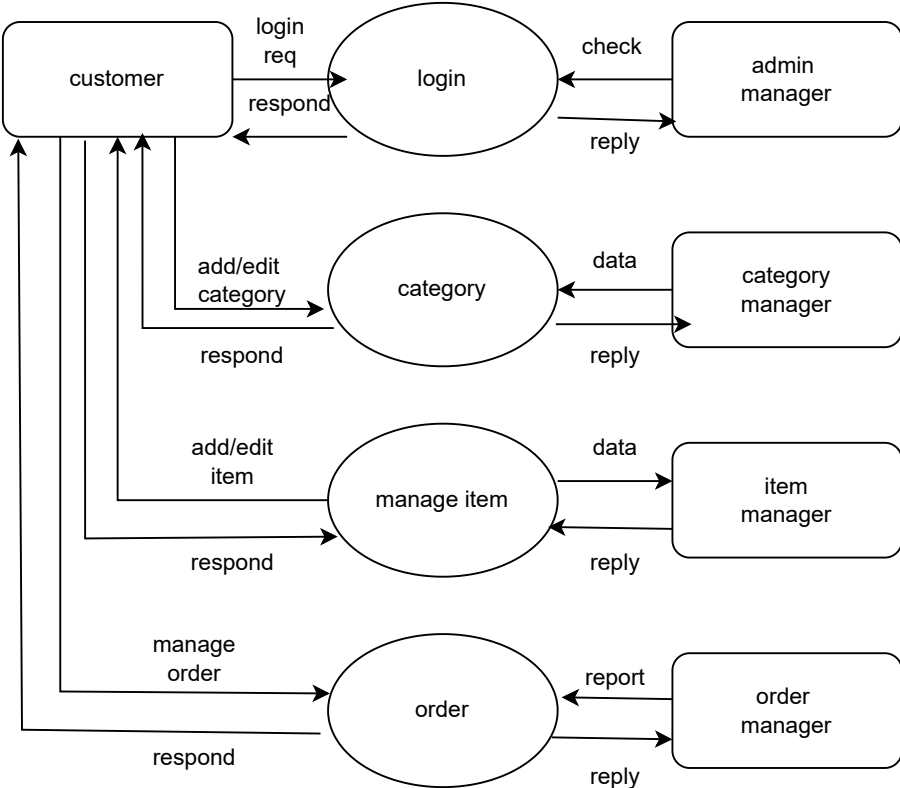 login
req
customer
login
check
admin
manager
respond
reply
add/edit
category
category
data
category
manager
respond
reply
add/edit
item
manage item
data
item
manager
respond
reply
manage
order
order
report
order
manager
respond
reply